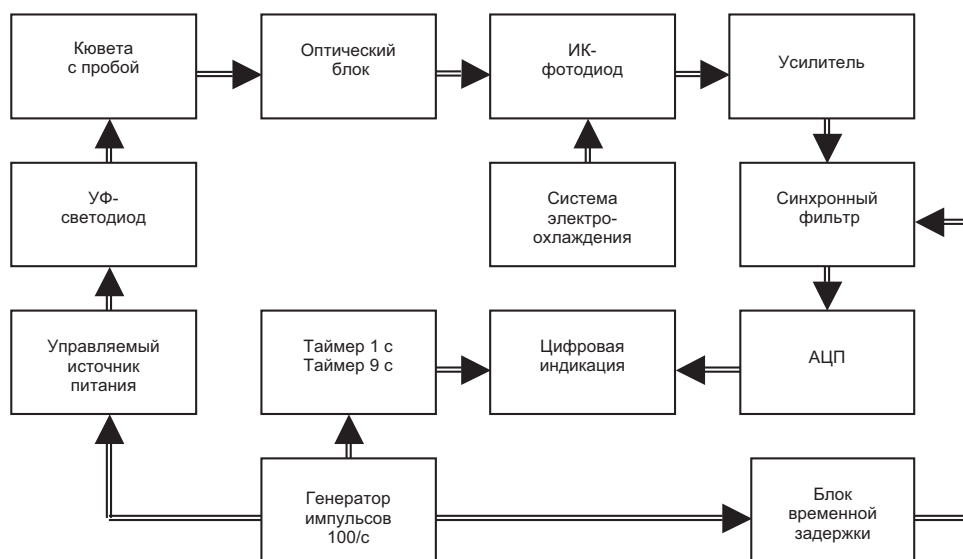 Кювета
с пробой
Оптический
блок
ИК-
фотодиод
Усилитель
УФ-
светодиод
Система
электро-
охлаждения
Синхронный
фильтр
Управляемый
источник
питания
Таймер 1 с
Таймер 9 с
Цифровая
индикация
АЦП
Генератор
импульсов
100/с
Блок
временной
задержки